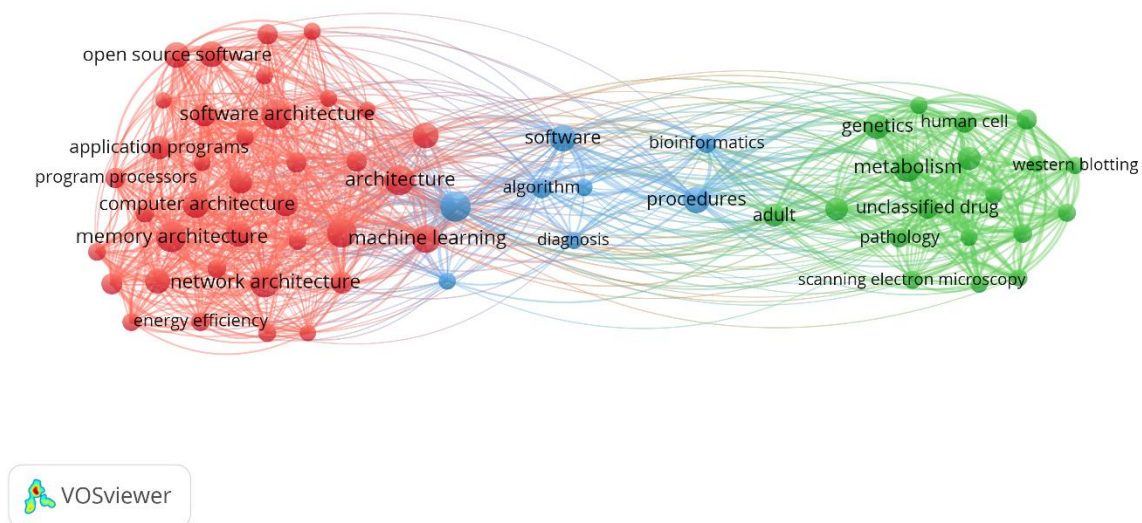 open source software
software architecture
application programs
program processors
computer architecture
memory architecture
network architecture
energy efficiency
architecture
machine learning
software
algorithm
diagnosis
bioinformatics
procedures
adult
genetics
human cell
metabolism
western blotting
unclassified drug
pathology
scanning electron microscopy
VOSviewer